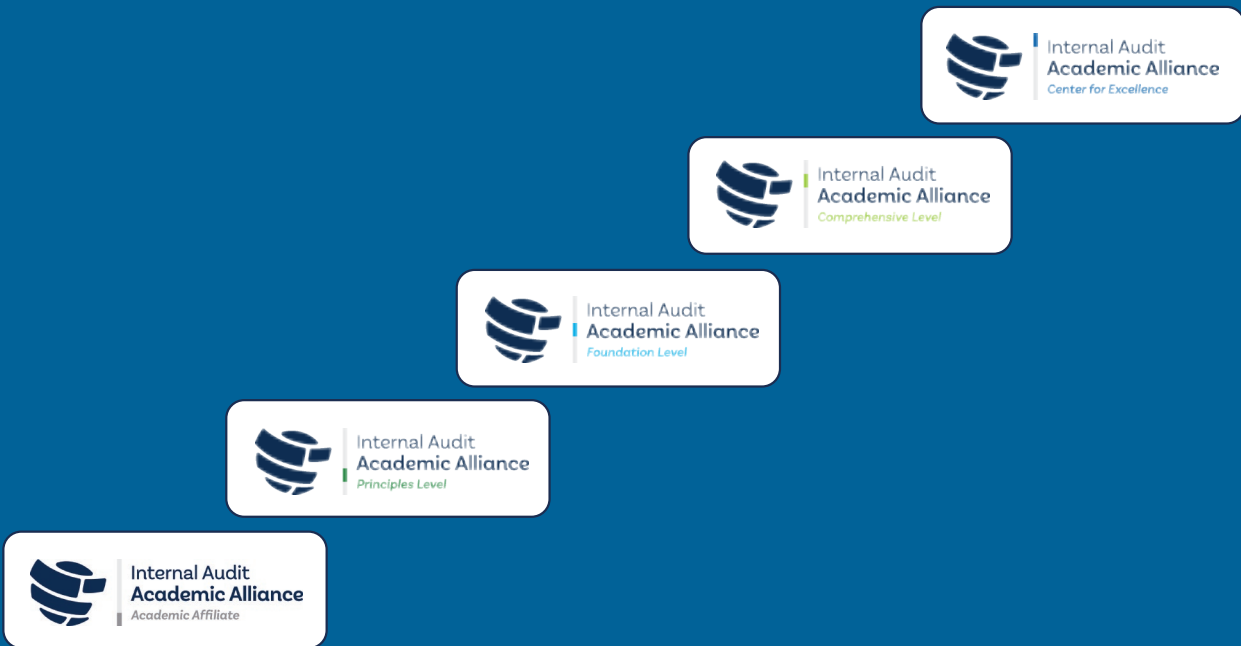 Internal Audit
Academic Alliance
Center for Excellence
Internal Audit
Academic Alliance
Comprehensive Level
Internal Audit
Academic Alliance
Foundation Level
Internal Audit
Academic Alliance
Principles Level
Internal Audit
Academic Alliance
Academic Affiliate